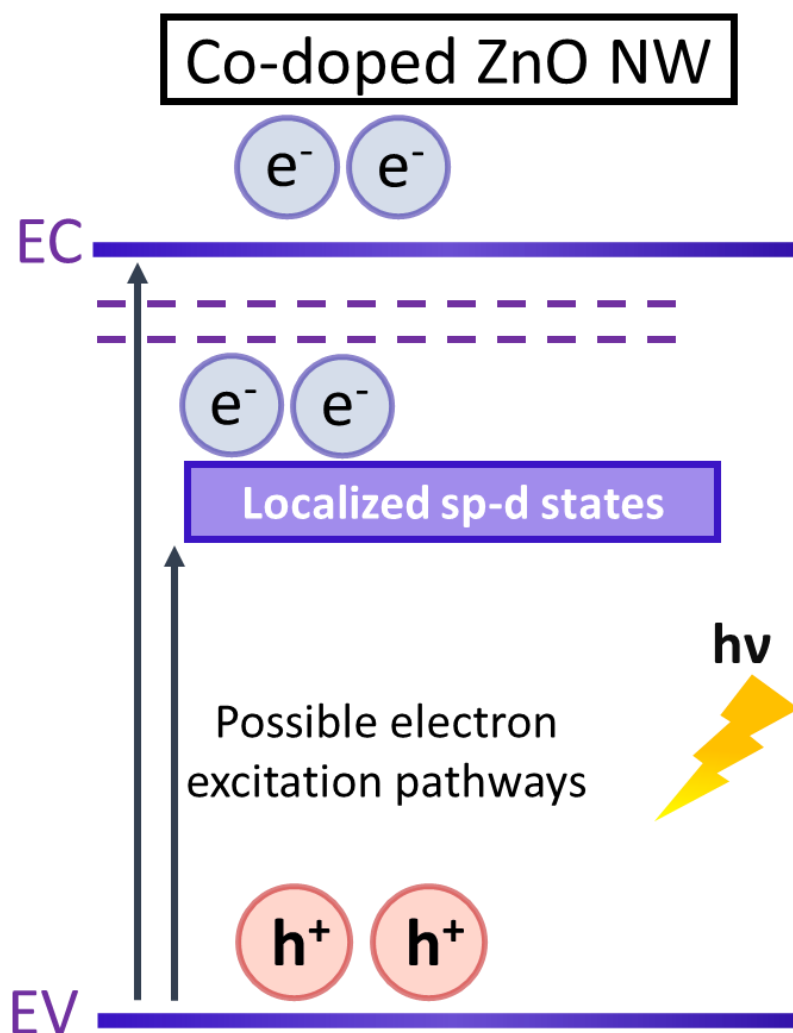 Co-doped ZnO NW
e⁻ e⁻
EC
e⁻ e⁻
Localized sp-d states
hν
Possible electron
excitation pathways
h⁺ h⁺
EV